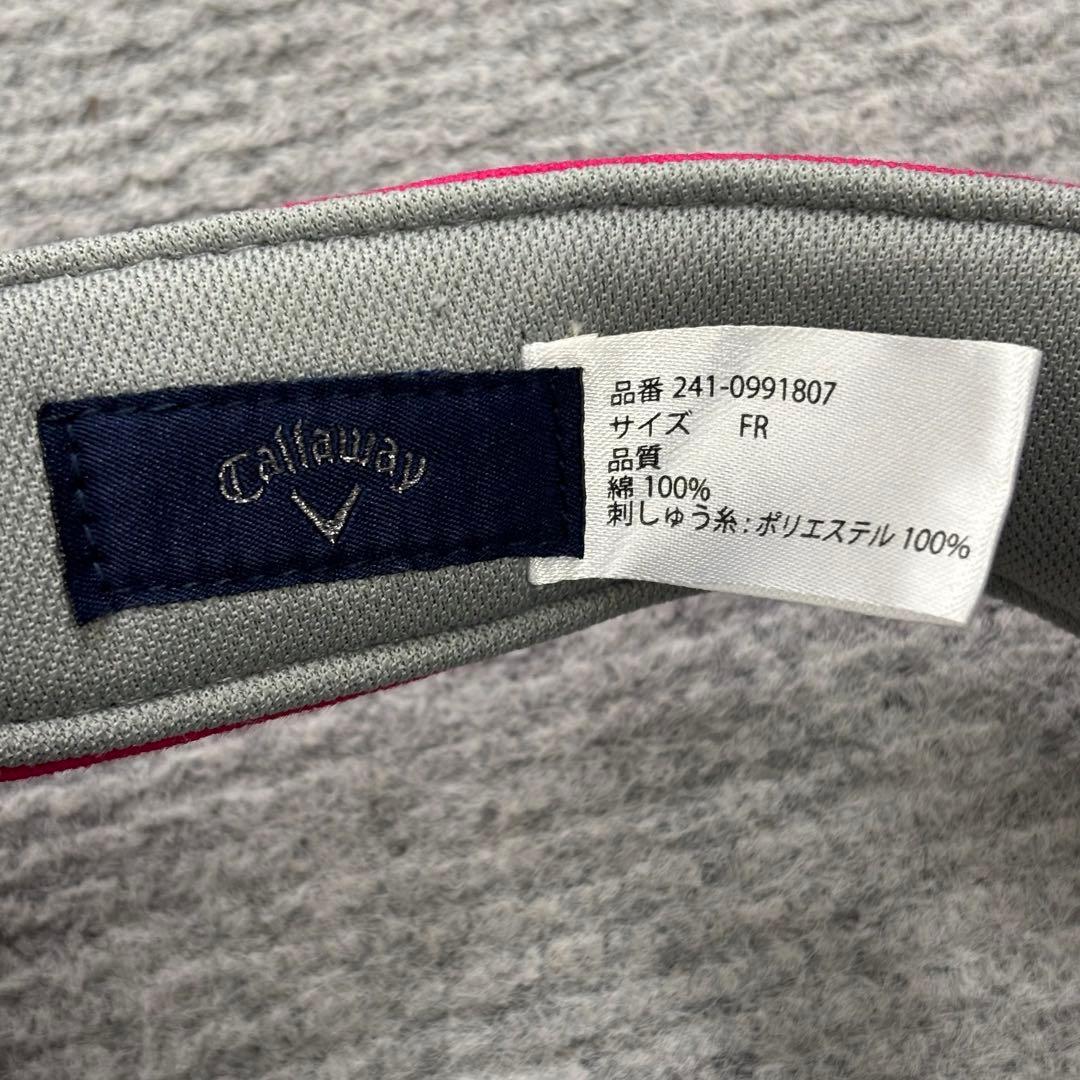 Callaway
品番 241-0991807
サイズ FR
品質
綿 100%
刺しゅう糸:ポリエステル 100%